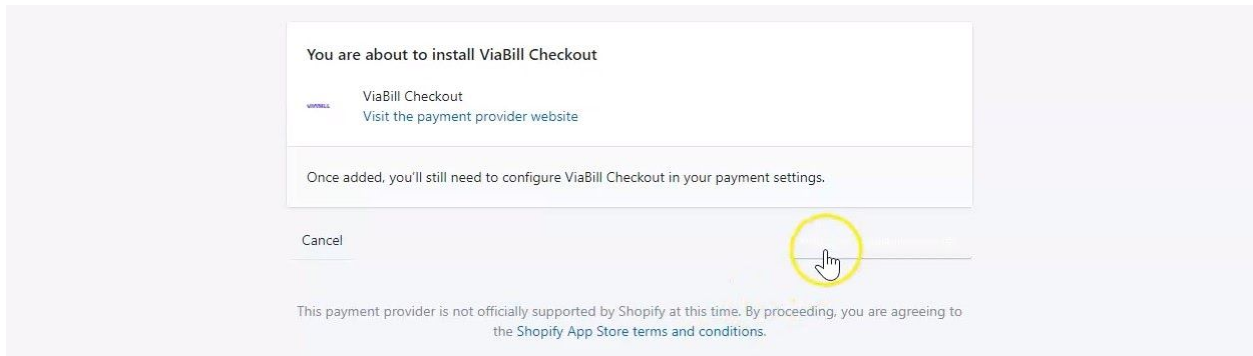 You are about to install ViaBill Checkout
VIABILL
ViaBill Checkout
Visit the payment provider website
Once added, you'll still need to configure ViaBill Checkout in your payment settings.
Cancel
This payment provider is not officially supported by Shopify at this time. By proceeding, you are agreeing to
the Shopify App Store terms and conditions.